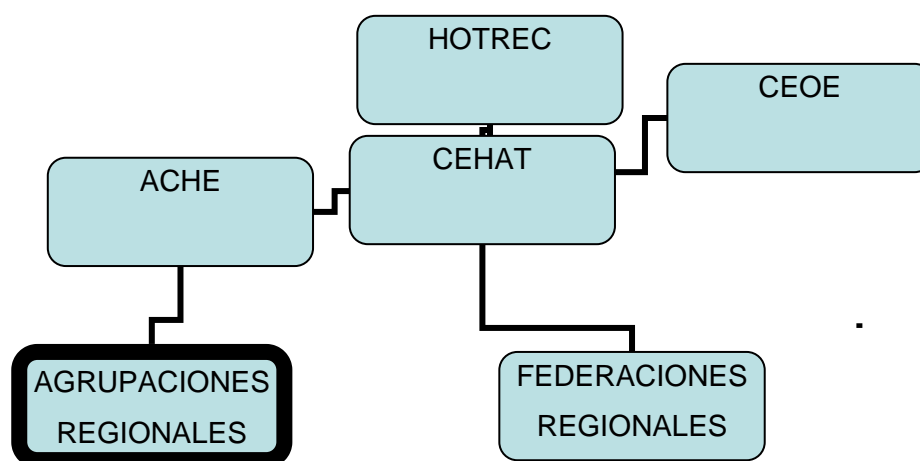 HOTREC
CEOE
CEHAT
ACHE
AGRUPACIONES
REGIONALES
FEDERACIONES
REGIONALES